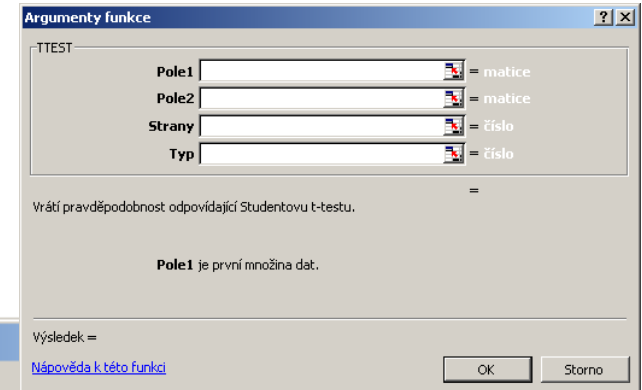 Argumenty funkce
TTEST
Pole1 = matice
Pole2 = matice
Strany = číslo
Typ = číslo
=
Vrátí pravděpodobnost odpovídající Studentovu t-testu.
Pole1 je první množina dat.
Výsledek =
Nápověda k této funkci OK Storno